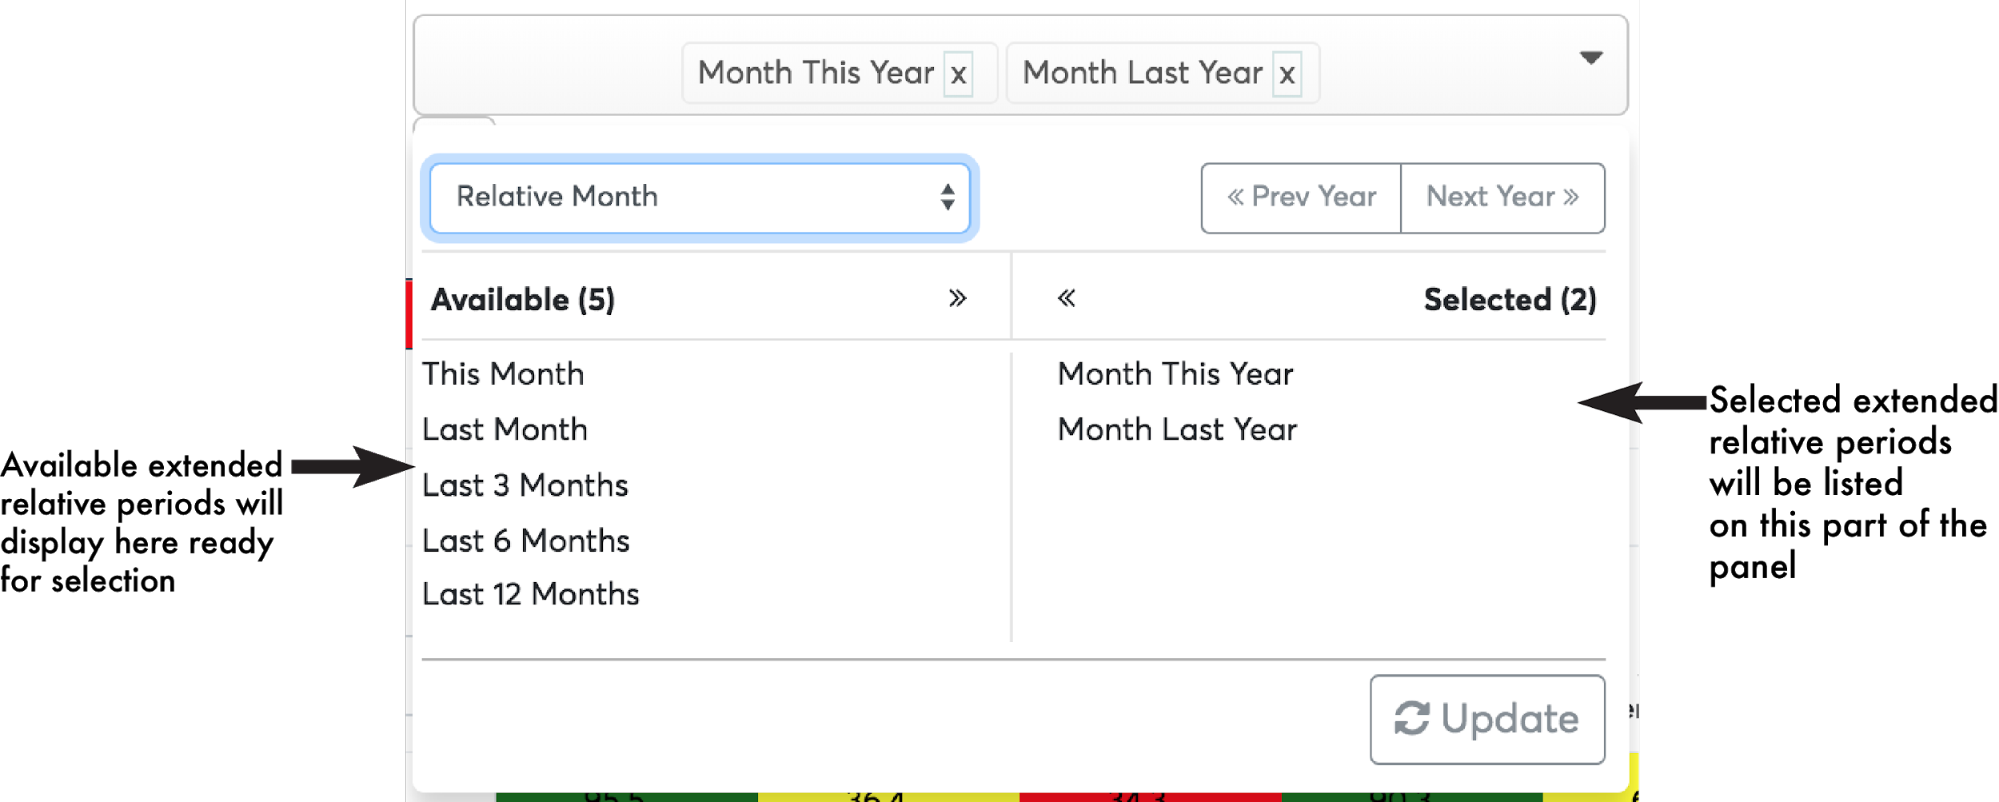 Month This Year x Month Last Year x
Relative Month
« Prev Year Next Year »
Available (5) » « Selected (2)
This Month
Last Month
Last 3 Months
Last 6 Months
Last 12 Months
Month This Year
Month Last Year
Available extended
relative periods will
display here ready
for selection
Selected extended
relative periods
will be listed
on this part of the
panel
Update